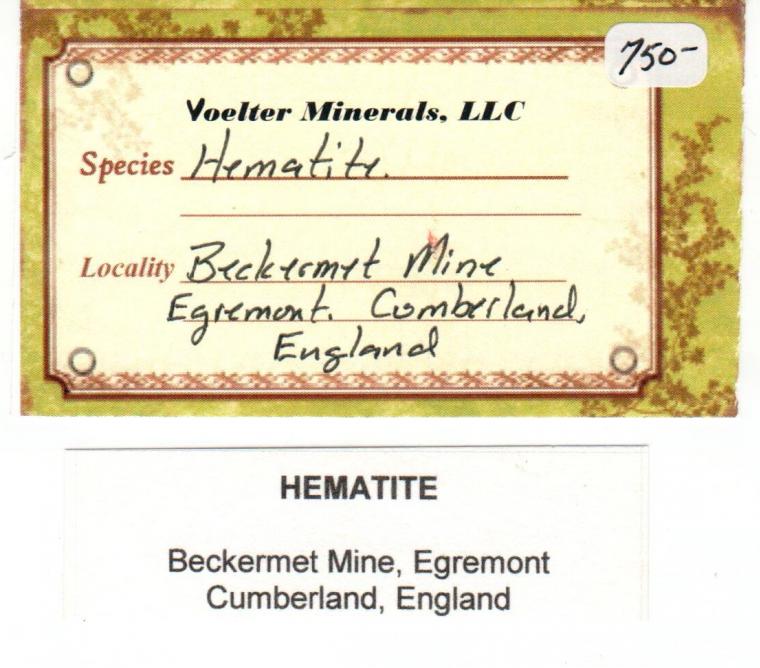 750-
Voelter Minerals, LLC
Species Hematite.
Locality Beckermet Mine
Egremont. Cumberland,
England
HEMATITE
Beckermet Mine, Egremont
Cumberland, England